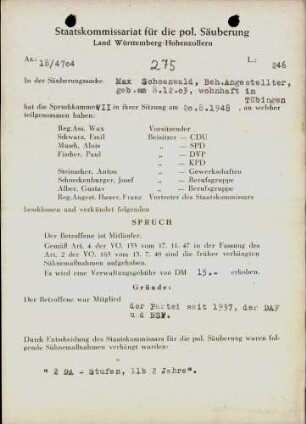 Staatskommissariat für die pol. Säuberung
Land Württemberg-Hohenzollern
Az.: 15/4704 275 L.: 246
In der Säuberungssache Max Schoenwald, Beh.Angestellter,
geb.am 8.12.03, wohnhaft in
Tübingen
hat die Spruchkammer VII in ihrer Sitzung am 20.8.1948, an welcher
teilgenommen haben:
Reg.Ass. Wax Vorsitzender
Schwarz, Emil Beisitzer — CDU
Musch, Alois „ — SPD
Fischer, Paul „ — DVP
„ — KPD
Steinacher, Anton „ — Gewerkschaften
Schneckenburger, Josef „ — Berufsgruppe
Alber, Gustav „ — Berufsgruppe
Reg.Angest. Hawer, Franz Vertreter des Staatskommissars
beschlossen und verkündet folgenden
SPRUCH
Der Betroffene ist Mitläufer.
Gemäß Art. 4 der VO. 133 vom 17. 11. 47 in der Fassung des
Art. 2 der VO. 165 vom 13. 7. 48 sind die früher verhängten
Sühnemaßnahmen aufgehoben.
Es wird eine Verwaltungsgebühr von DM 15.- erhoben.
Gründe:
Der Betroffene war Mitglied
der Partei seit 1937, der DAF
u d NSV.
Durch Entscheidung des Staatskommissars für die pol. Säuberung waren fol-
gende Sühnemaßnahmen verhängt worden:
" 2 DA - Stufen, 11b 2 Jahre".